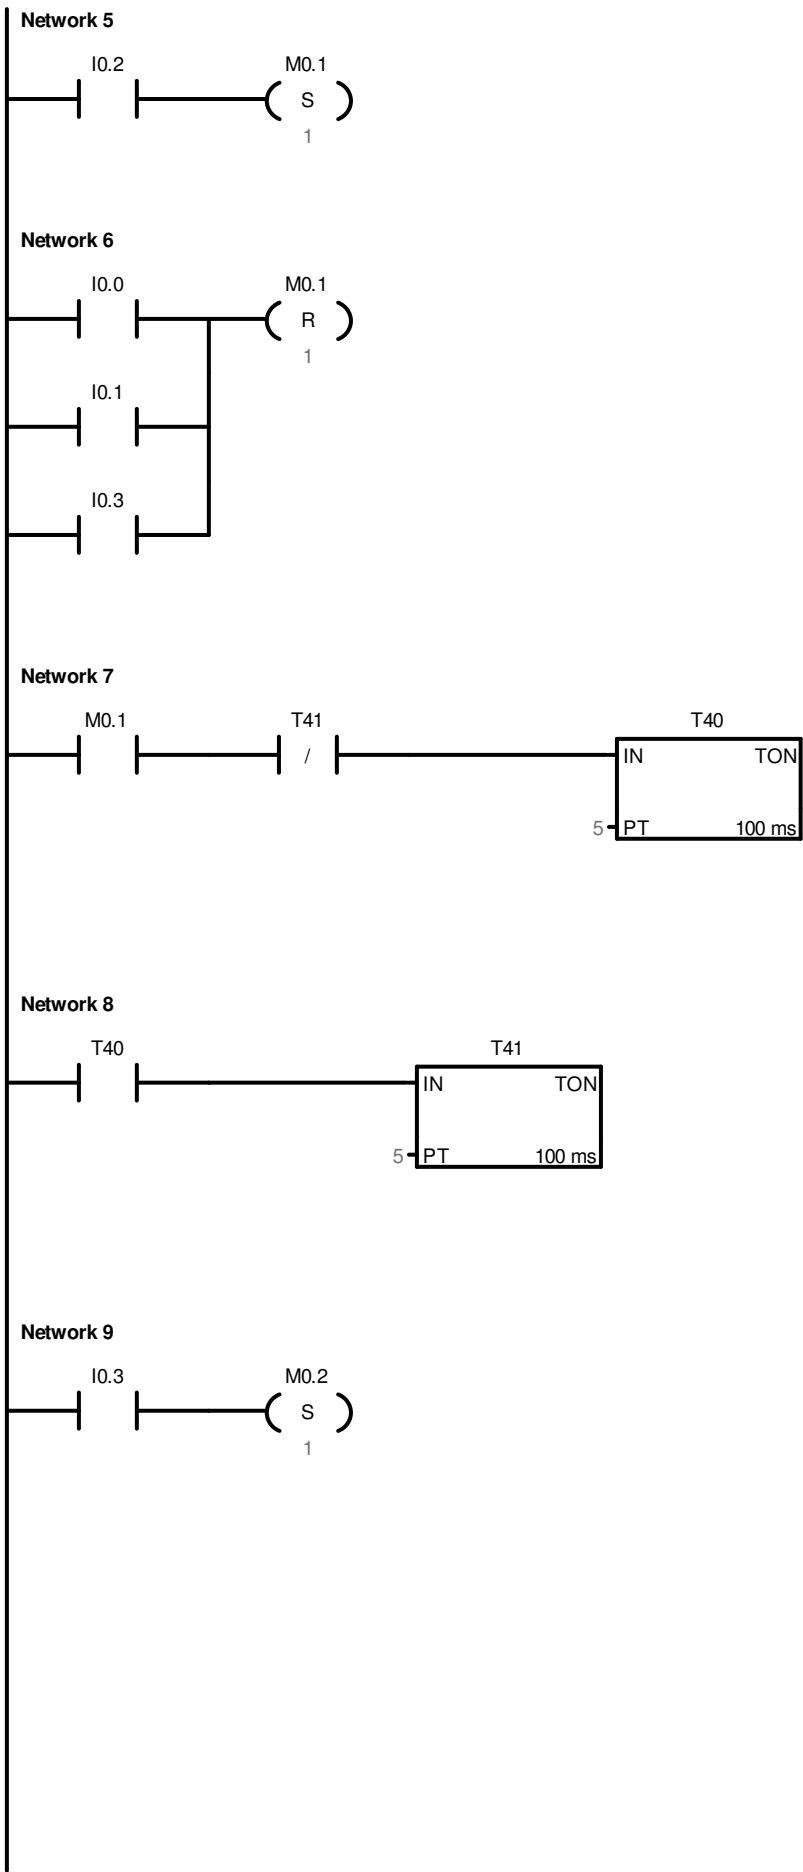 Network 5
I0.2 M0.1
S
1
Network 6
I0.0 M0.1
R
1
I0.1
I0.3
Network 7
M0.1 T41 T40
/ IN TON
5 PT 100 ms
Network 8
T40 T41
IN TON
5 PT 100 ms
Network 9
I0.3 M0.2
S
1